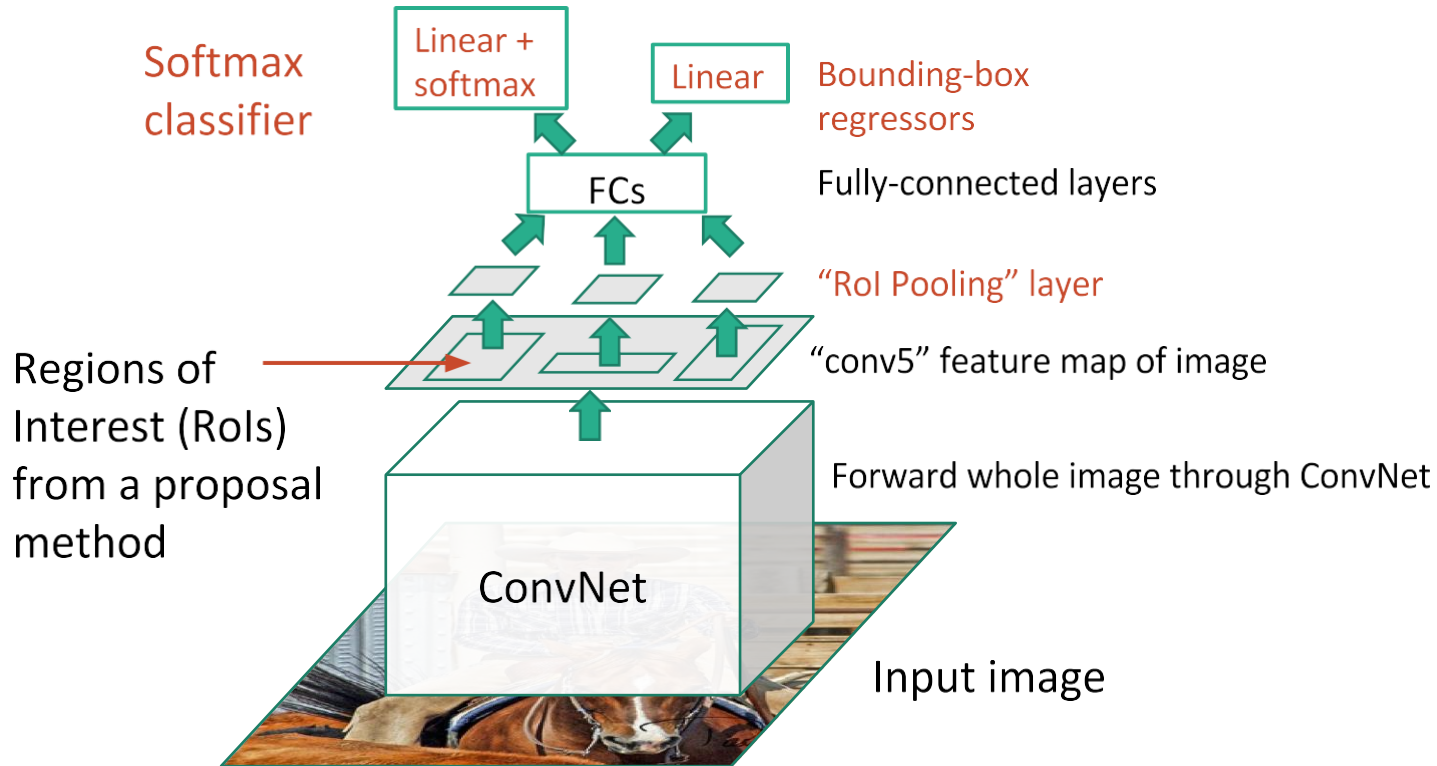 Softmax
classifier
Linear +
softmax
Linear
Bounding-box
regressors
FCs
Fully-connected layers
“RoI Pooling” layer
Regions of
Interest (RoIs)
from a proposal
method
“conv5” feature map of image
Forward whole image through ConvNet
ConvNet
Input image